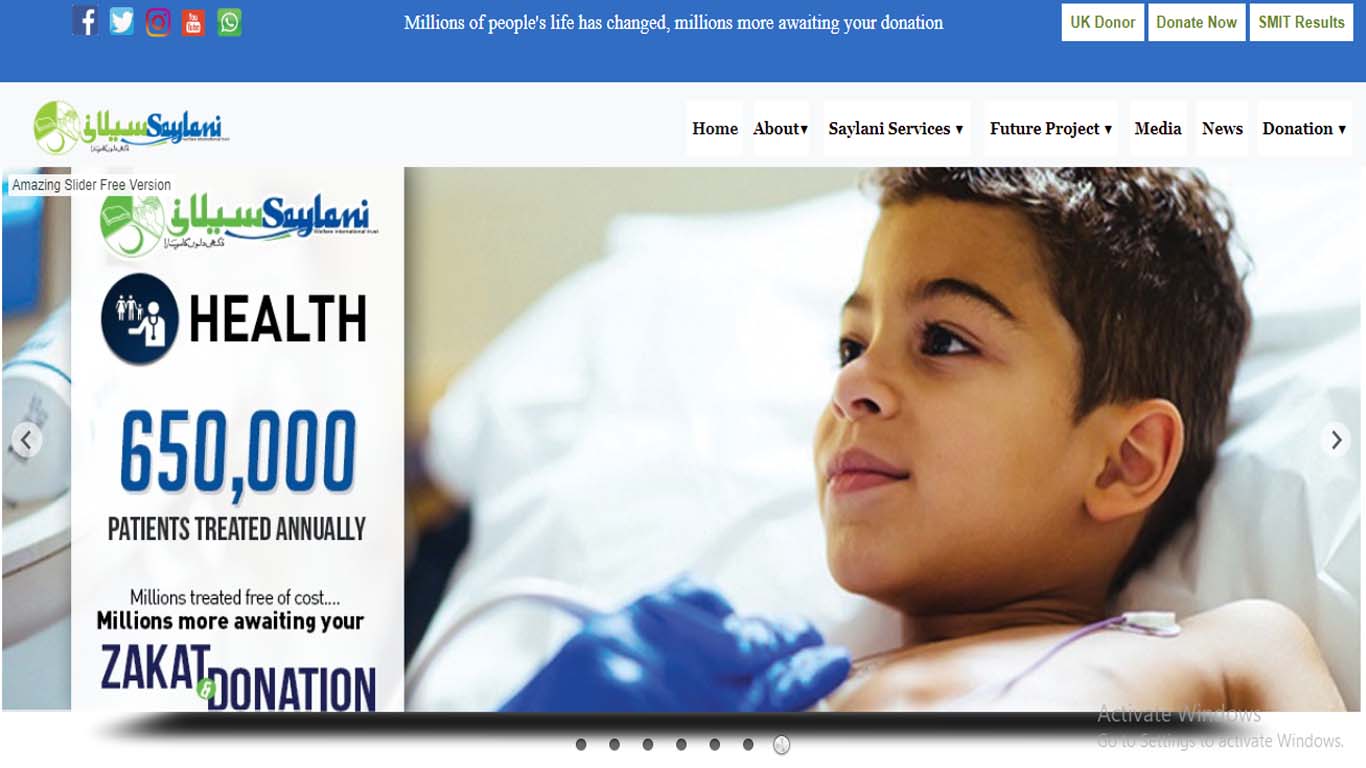 Millions of people's life has changed, millions more awaiting your donation
UK Donor
Donate Now
SMIT Results
سیلانی Saylani
Home
About▾
Saylani Services ▾
Future Project ▾
Media
News
Donation ▾
Amazing Slider Free Version
سیلانی Saylani
Welfare International Trust
HEALTH
650,000
PATIENTS TREATED ANNUALLY
Millions treated free of cost....
Millions more awaiting your
ZAKAT
& DONATION
Activate Windows
Go to Settings to activate Windows.